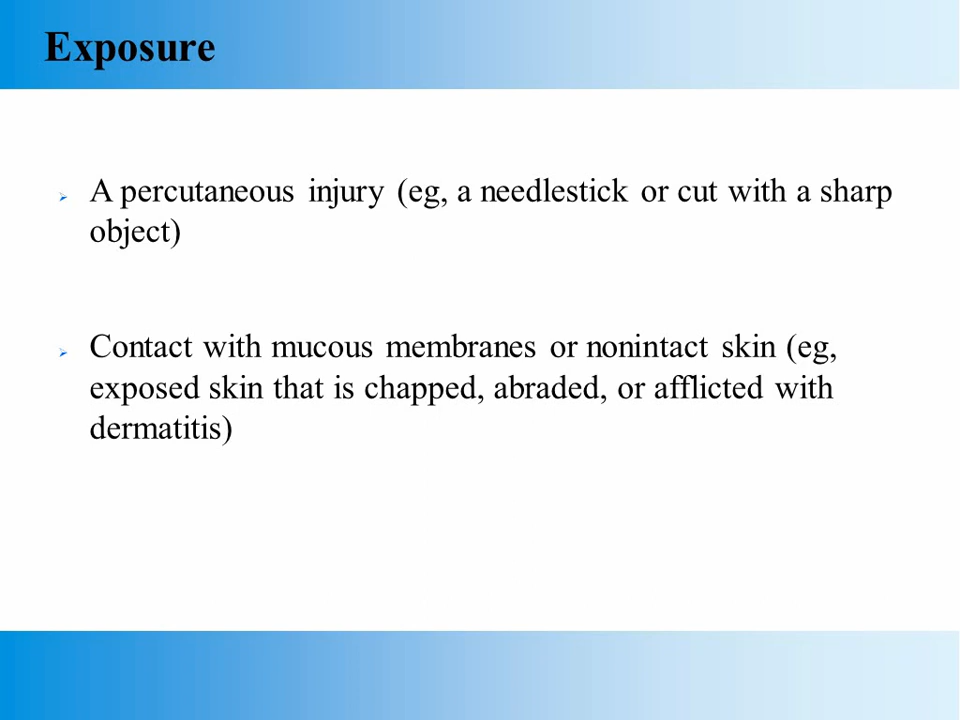 Exposure
A percutaneous injury (eg, a needlestick or cut with a sharp
object)
Contact with mucous membranes or nonintact skin (eg,
exposed skin that is chapped, abraded, or afflicted with
dermatitis)